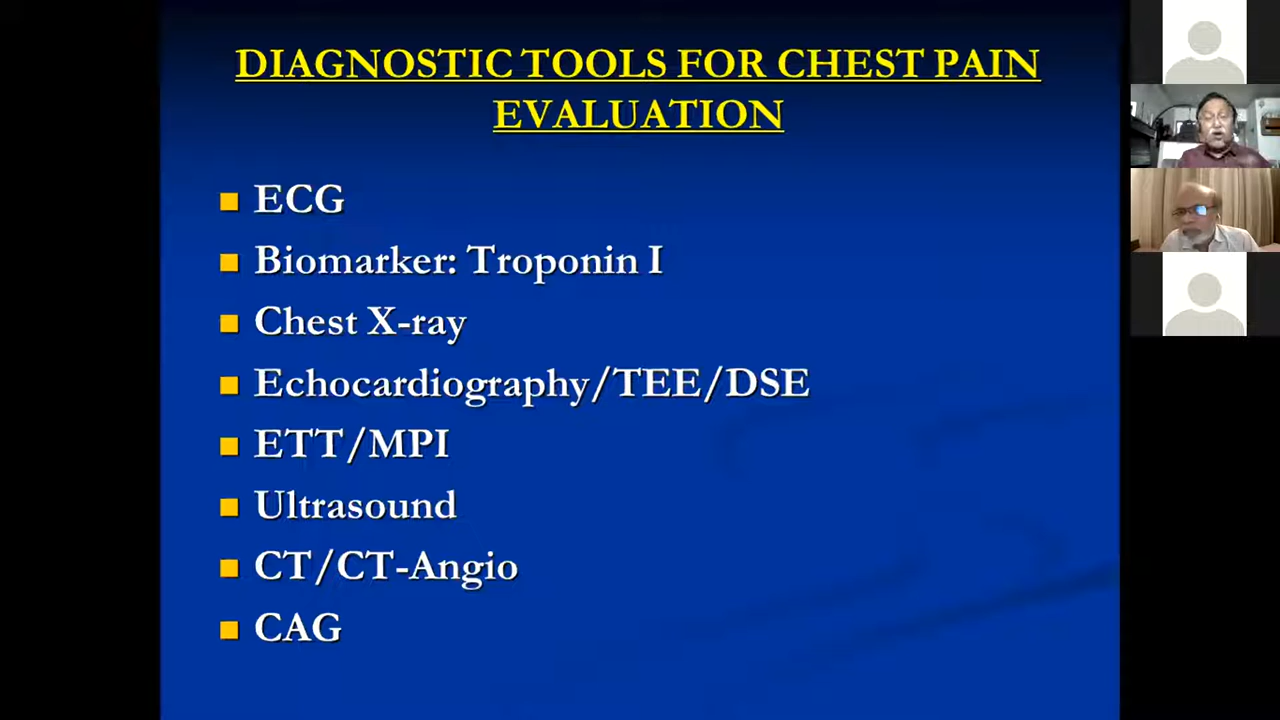 DIAGNOSTIC TOOLS FOR CHEST PAIN
EVALUATION
ECG
Biomarker: Troponin I
Chest X-ray
Echocardiography/TEE/DSE
ETT/MPI
Ultrasound
CT/CT-Angio
CAG